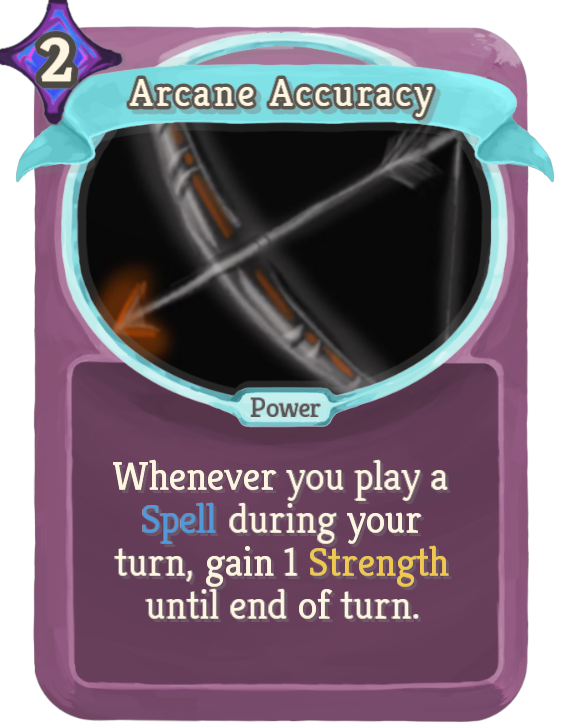 2
Arcane Accuracy
Power
Whenever you play a
Spell during your
turn, gain 1 Strength
until end of turn.